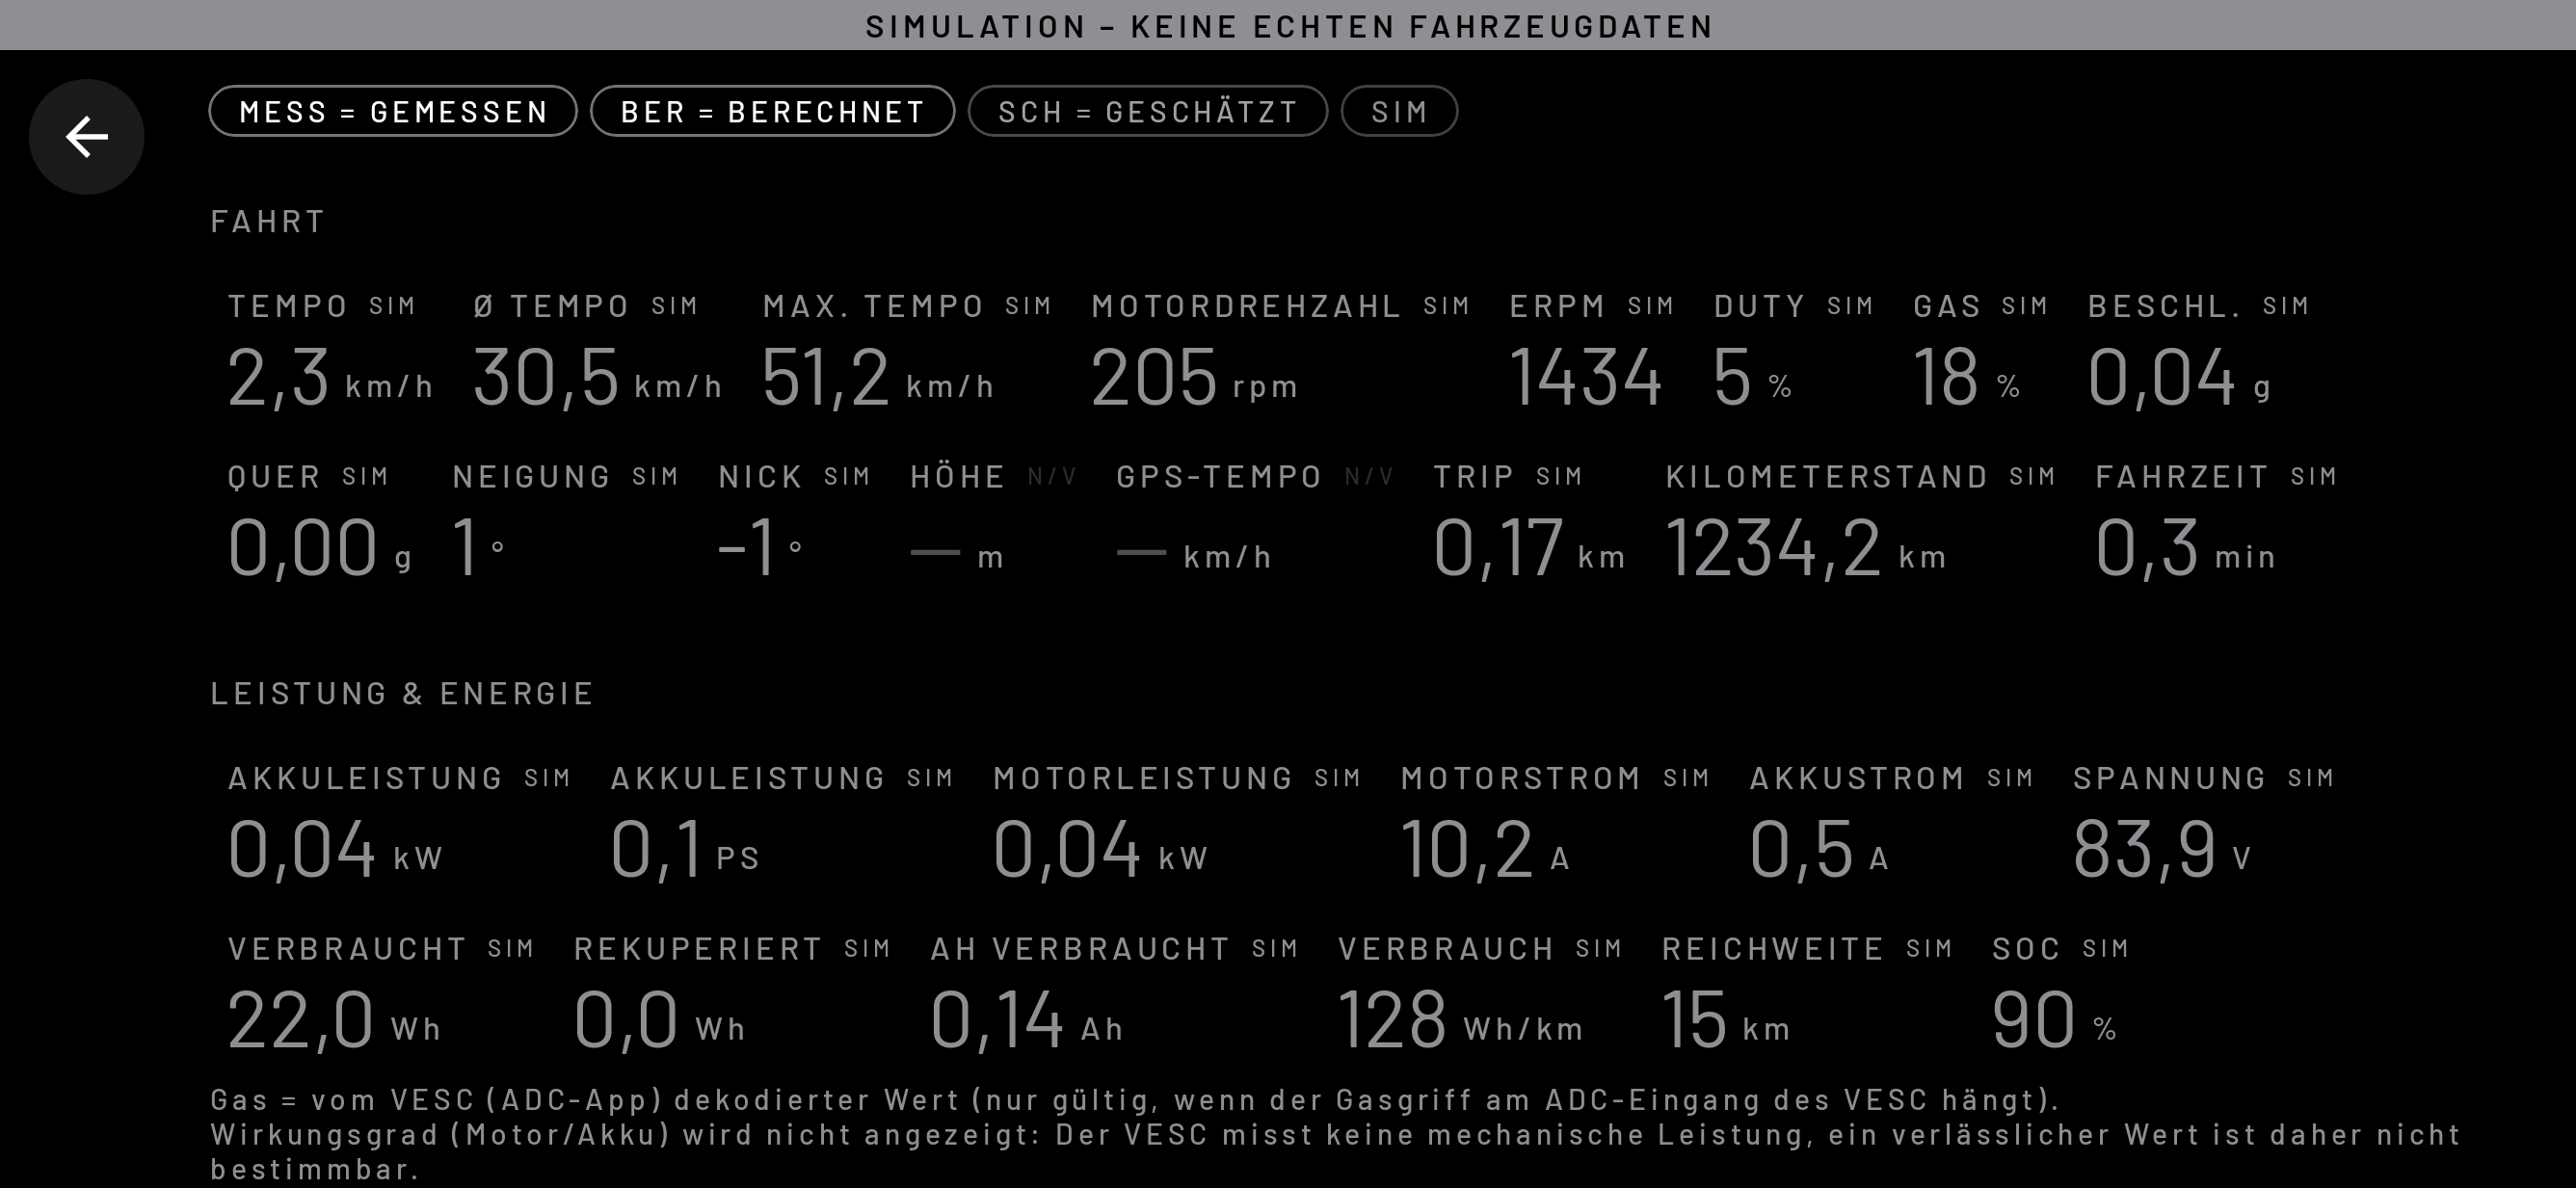 SIMULATION – KEINE ECHTEN FAHRZEUGDATEN
MESS = GEMESSEN BER = BERECHNET SCH = GESCHÄTZT SIM
FAHRT
TEMPO SIM Ø TEMPO SIM MAX. TEMPO SIM MOTORDREHZAHL SIM ERPM SIM DUTY SIM GAS SIM BESCHL. SIM
2,3 km/h 30,5 km/h 51,2 km/h 205 rpm 1434 5 % 18 % 0,04 g
QUER SIM NEIGUNG SIM NICK SIM HÖHE N/V GPS-TEMPO N/V TRIP SIM KILOMETERSTAND SIM FAHRZEIT SIM
0,00 g 1 ° –1 ° — m — km/h 0,17 km 1234,2 km 0,3 min
LEISTUNG & ENERGIE
AKKULEISTUNG SIM AKKULEISTUNG SIM MOTORLEISTUNG SIM MOTORSTROM SIM AKKUSTROM SIM SPANNUNG SIM
0,04 kW 0,1 PS 0,04 kW 10,2 A 0,5 A 83,9 V
VERBRAUCHT SIM REKUPERIERT SIM AH VERBRAUCHT SIM VERBRAUCH SIM REICHWEITE SIM SOC SIM
22,0 Wh 0,0 Wh 0,14 Ah 128 Wh/km 15 km 90 %
Gas = vom VESC (ADC-App) dekodierter Wert (nur gültig, wenn der Gasgriff am ADC-Eingang des VESC hängt).
Wirkungsgrad (Motor/Akku) wird nicht angezeigt: Der VESC misst keine mechanische Leistung, ein verlässlicher Wert ist daher nicht
bestimmbar.